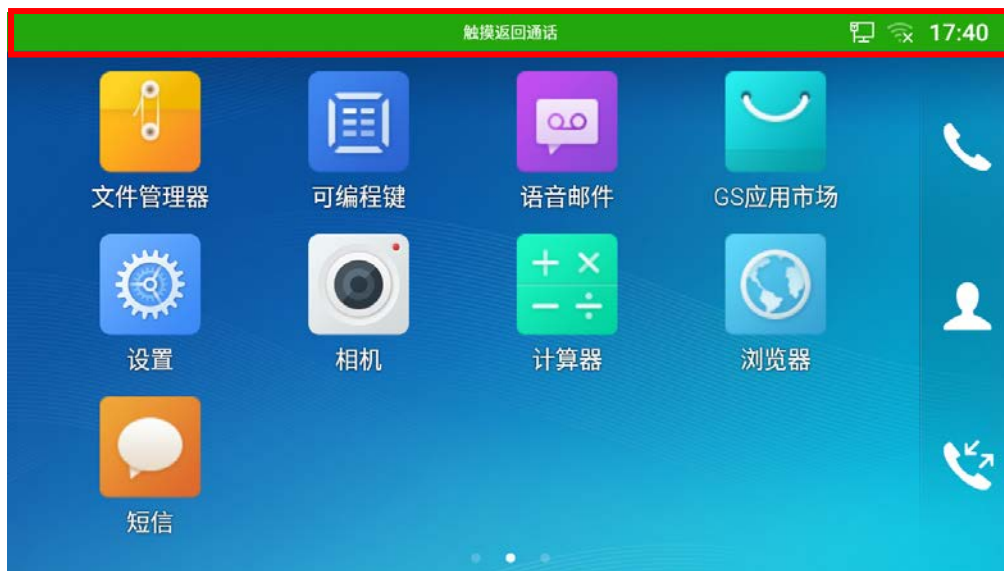 触摸返回通话
17:40
文件管理器
可编程键
语音邮件
GS应用市场
设置
相机
计算器
浏览器
短信